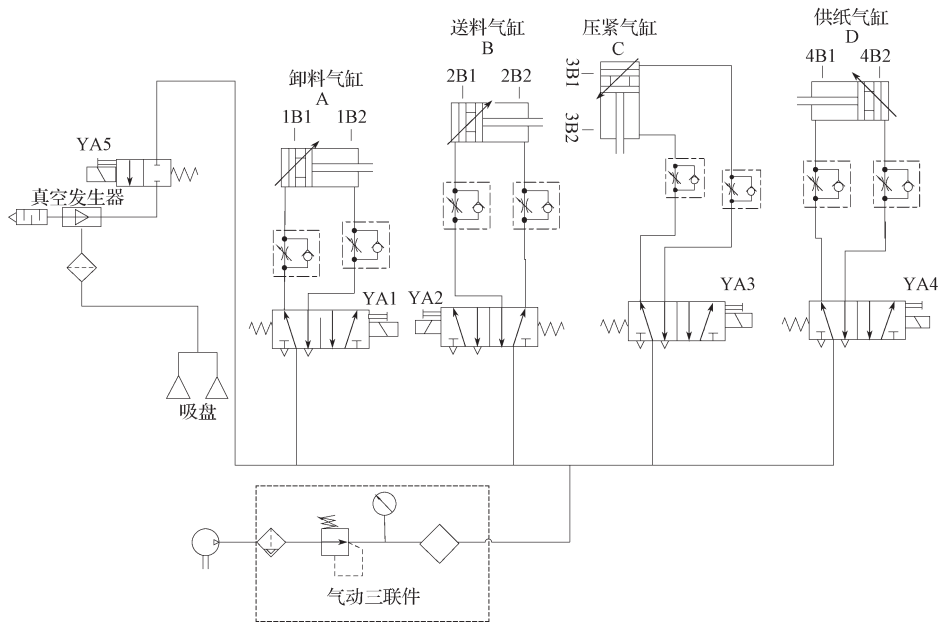 供纸气缸
D
4B1
4B2
送料气缸
B
2B1
2B2
压紧气缸
C
3B1
3B2
卸料气缸
A
1B1
1B2
YA5
真空发生器
吸盘
YA1
YA2
YA3
YA4
气动三联件